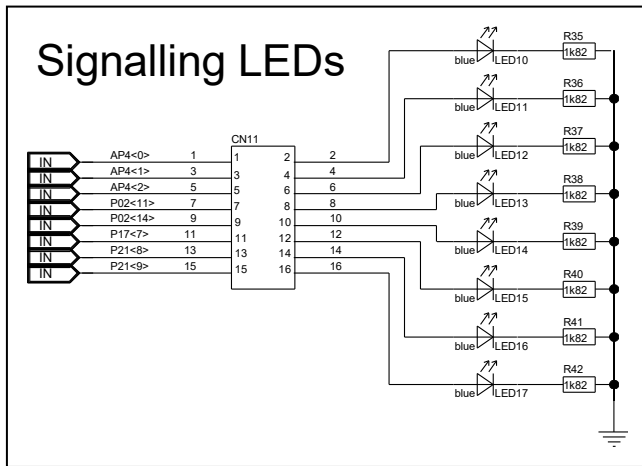 Signalling LEDs
CN11
IN AP4<0> 1 1 2 2
IN AP4<1> 3 3 4 4
IN AP4<2> 5 5 6 6
IN P02<11> 7 7 8 8
IN P02<14> 9 9 10 10
IN P17<7> 11 11 12 12
IN P21<8> 13 13 14 14
IN P21<9> 15 15 16 16
R35
blue LED10 1k82
R36
blue LED11 1k82
R37
blue LED12 1k82
R38
blue LED13 1k82
R39
blue LED14 1k82
R40
blue LED15 1k82
R41
blue LED16 1k82
R42
blue LED17 1k82